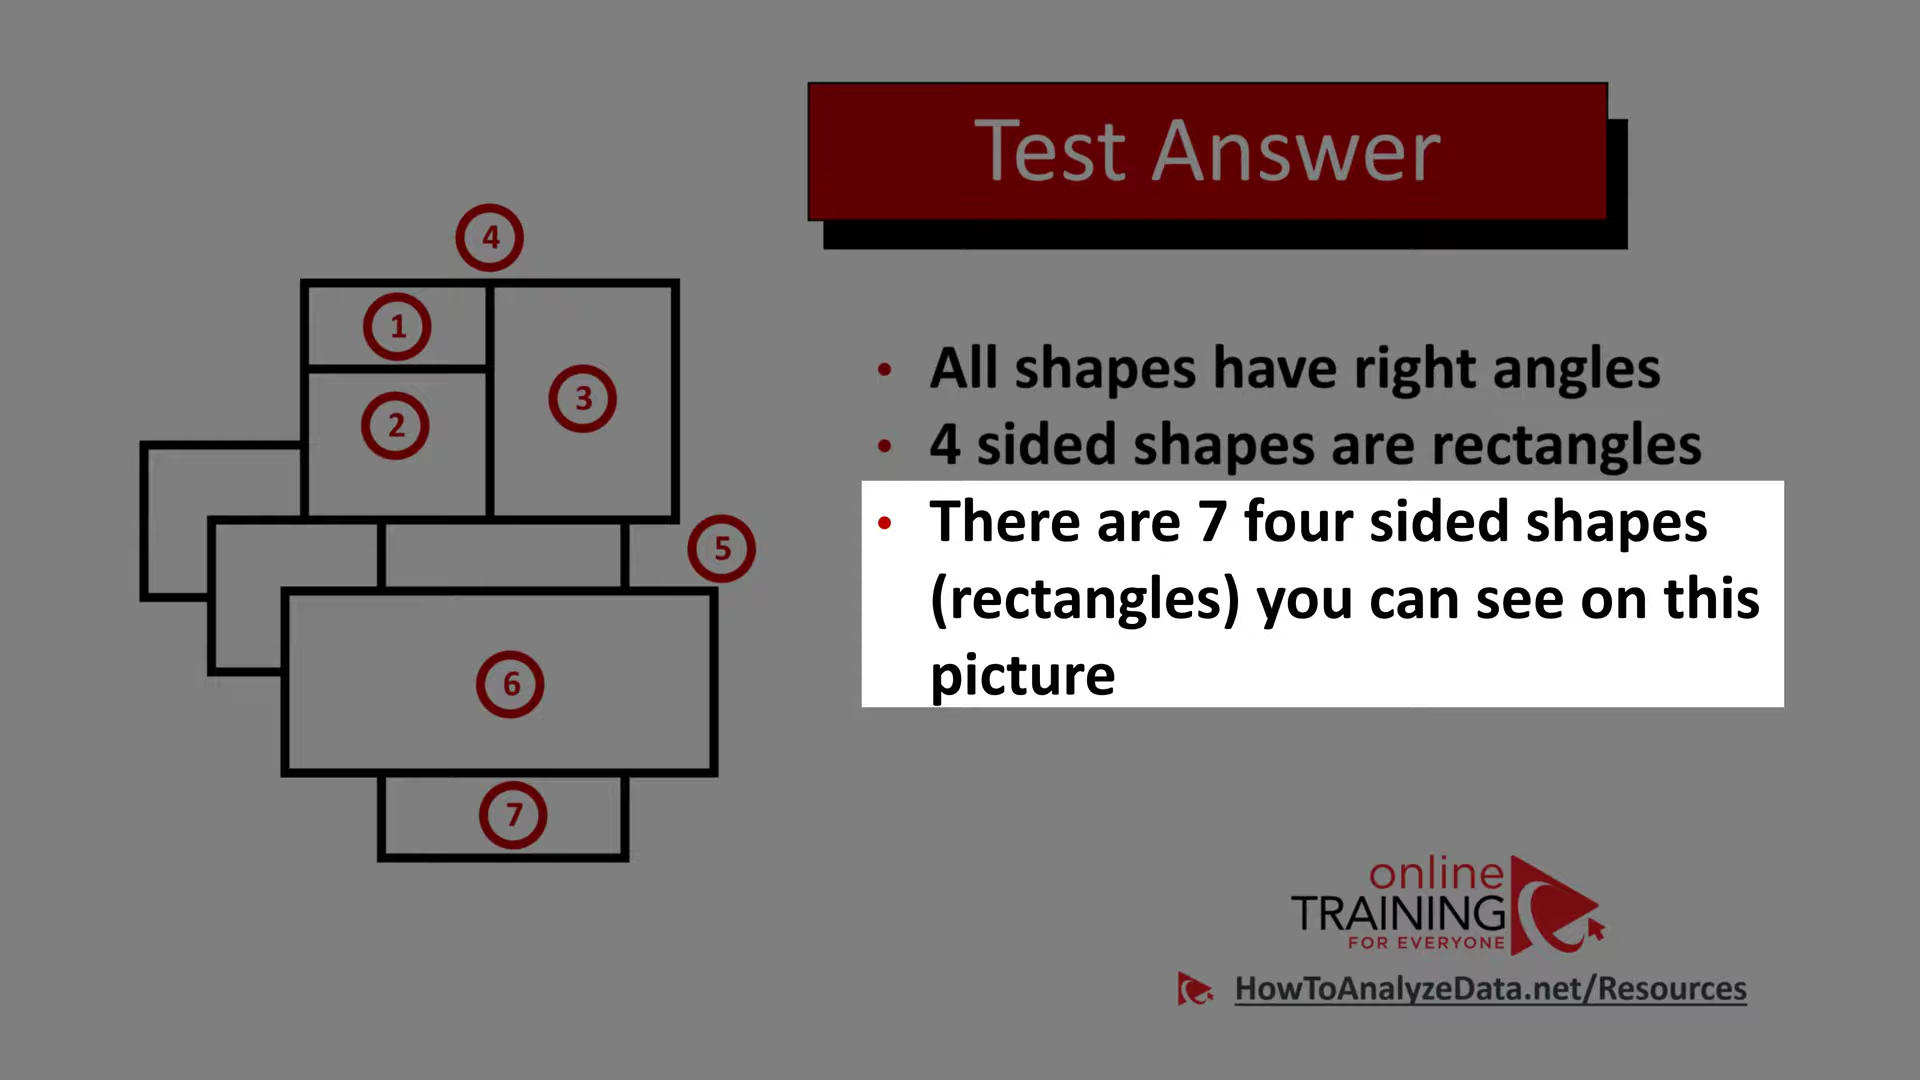 Test Answer
4
1
2
3
5
6
7
• All shapes have right angles
• 4 sided shapes are rectangles
• There are 7 four sided shapes
(rectangles) you can see on this
picture
online
TRAINING
FOR EVERYONE
HowToAnalyzeData.net/Resources